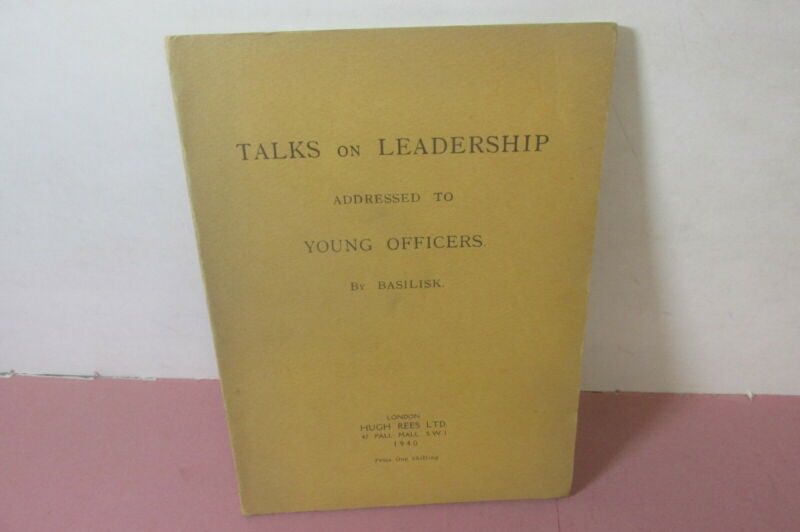 TALKS ON LEADERSHIP
ADDRESSED TO
YOUNG OFFICERS.
BY BASILISK.
LONDON
HUGH REES LTD.
47 PALL MALL S.W.1
1940
Price One Shilling